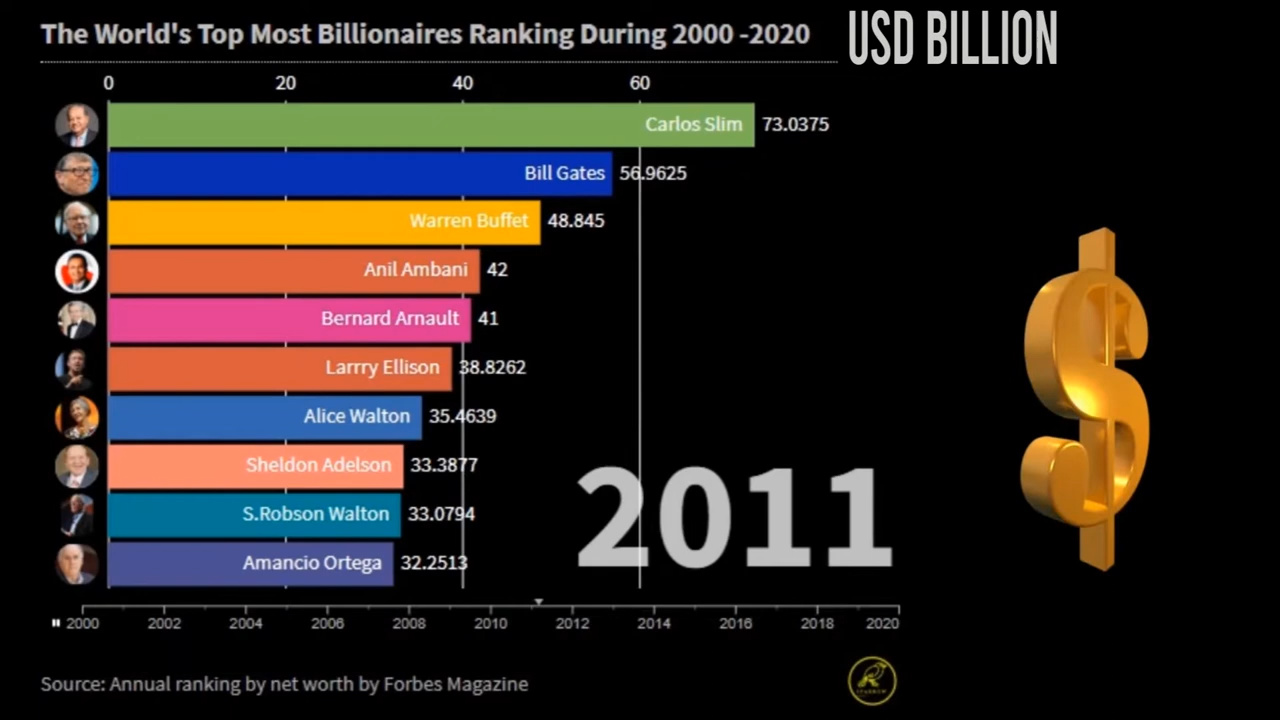 The World's Top Most Billionaires Ranking During 2000 -2020
USD BILLION
0 20 40 60
Carlos Slim 73.0375
Bill Gates 56.9625
Warren Buffet 48.845
Anil Ambani 42
Bernard Arnault 41
Larrry Ellison 38.8262
Alice Walton 35.4639
Sheldon Adelson 33.3877
S.Robson Walton 33.0794
Amancio Ortega 32.2513
2011
2000 2002 2004 2006 2008 2010 2012 2014 2016 2018 2020
Source: Annual ranking by net worth by Forbes Magazine